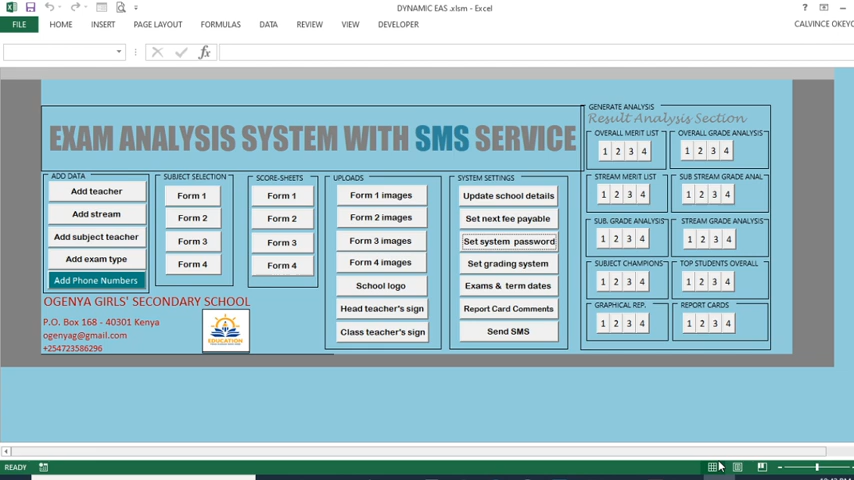 DYNAMIC EAS .xlsm - Excel
FILE
HOME
INSERT
PAGE LAYOUT
FORMULAS
DATA
REVIEW
VIEW
DEVELOPER
CALVINCE OKEYO
fx
EXAM ANALYSIS SYSTEM WITH SMS SERVICE
ADD DATA
Add teacher
Add stream
Add subject teacher
Add exam type
Add Phone Numbers
SUBJECT SELECTION
Form 1
Form 2
Form 3
Form 4
SCORE-SHEETS
Form 1
Form 2
Form 3
Form 4
UPLOADS
Form 1 images
Form 2 images
Form 3 images
Form 4 images
School logo
Head teacher's sign
Class teacher's sign
SYSTEM SETTINGS
Update school details
Set next fee payable
Set system password
Set grading system
Exams & term dates
Report Card Comments
Send SMS
GENERATE ANALYSIS
Result Analysis Section
OVERALL MERIT LIST
1 2 3 4
OVERALL GRADE ANALYSIS
1 2 3 4
STREAM MERIT LIST
1 2 3 4
SUB STREAM GRADE ANAL
1 2 3 4
SUB. GRADE ANALYSIS
1 2 3 4
STREAM GRADE ANALYSIS
1 2 3 4
SUBJECT CHAMPIONS
1 2 3 4
TOP STUDENTS OVERALL
1 2 3 4
GRAPHICAL REP.
1 2 3 4
REPORT CARDS
1 2 3 4
OGENYA GIRLS' SECONDARY SCHOOL
P.O. Box 168 - 40301 Kenya
ogenyag@gmail.com
+254723586296
EDUCATION
READY